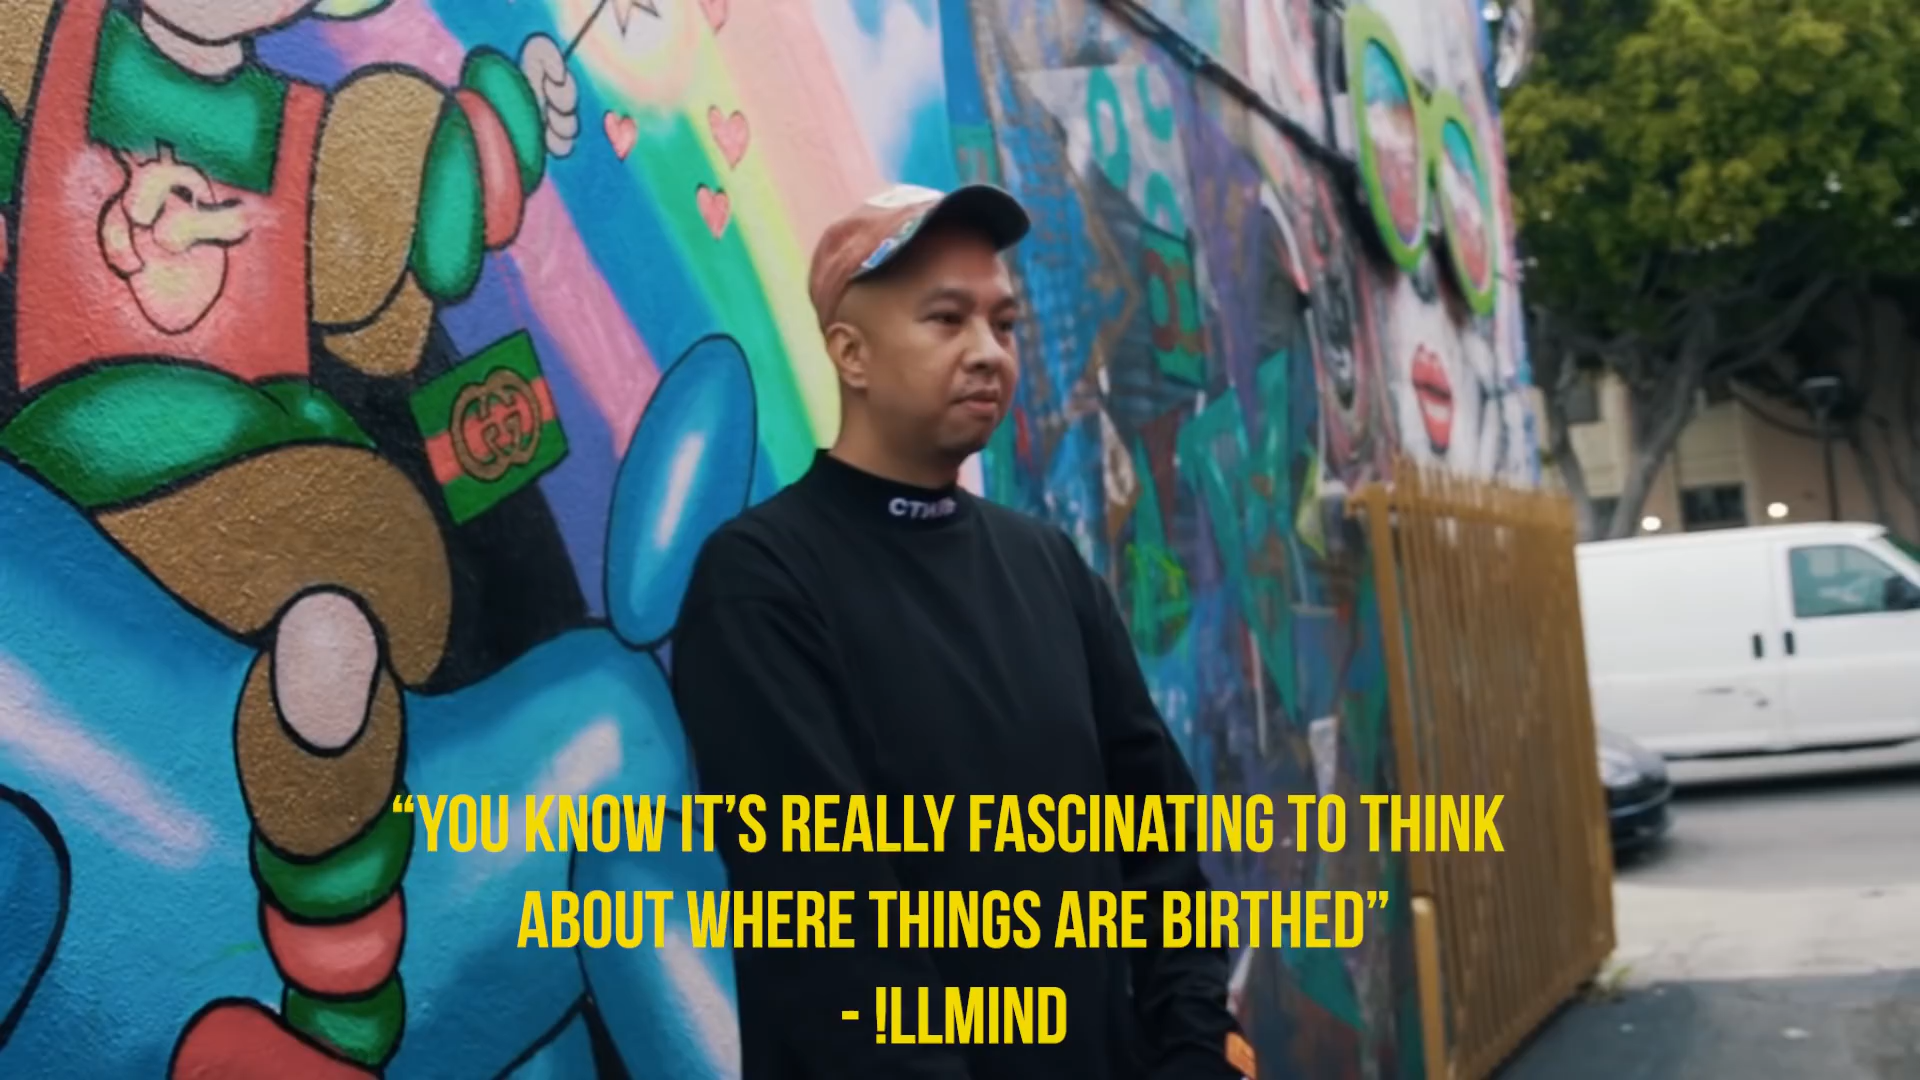 “YOU KNOW IT’S REALLY FASCINATING TO THINK
ABOUT WHERE THINGS ARE BIRTHED”
- !LLMIND